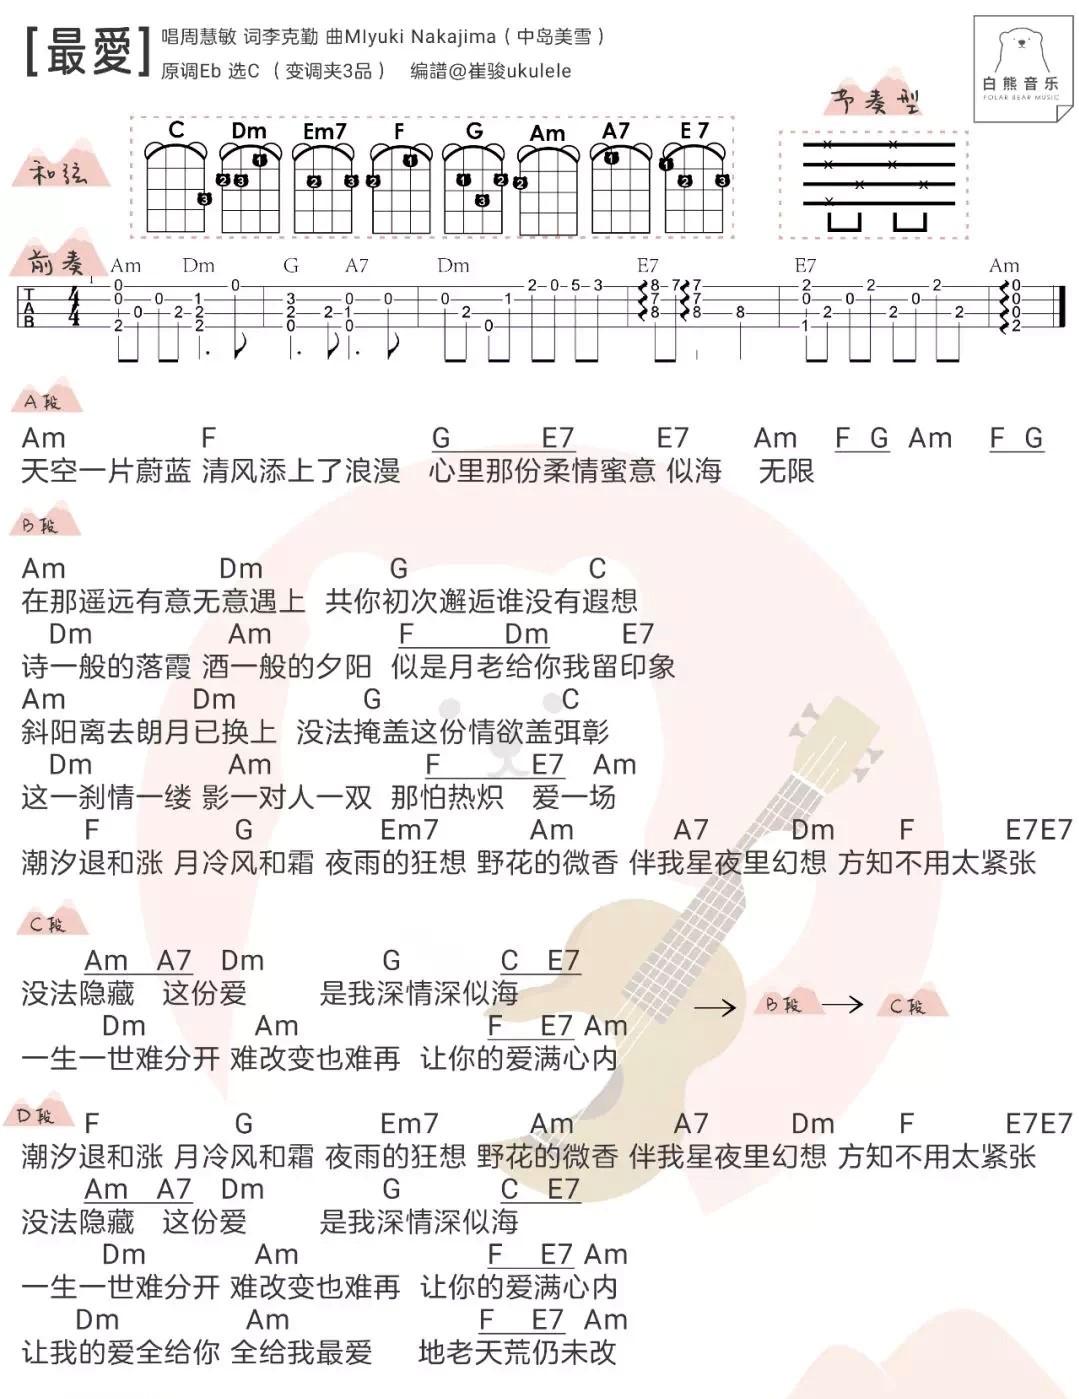 [最愛]
唱周慧敏 词李克勤 曲MIyuki Nakajima（中岛美雪）
原调Eb 选C （变调夹3品） 编谱@崔骏ukulele
白熊音乐
POLAR BEAR MUSIC
节奏型
和弦
C Dm Em7 F G Am A7 E 7
前奏
Am Dm G A7 Dm E7 E7 Am
A段
Am F G E7 E7 Am F G Am F G
天空一片蔚蓝 清风添上了浪漫 心里那份柔情蜜意 似海 无限
B段
Am Dm G C
在那遥远有意无意遇上 共你初次邂逅谁没有遐想
Dm Am F Dm E7
诗一般的落霞 酒一般的夕阳 似是月老给你我留印象
Am Dm G C
斜阳离去朗月已换上 没法掩盖这份情欲盖弭彰
Dm Am F E7 Am
这一刹情一缕 影一对人一双 那怕热炽 爱一场
F G Em7 Am A7 Dm F E7E7
潮汐退和涨 月冷风和霜 夜雨的狂想 野花的微香 伴我星夜里幻想 方知不用太紧张
C段
Am A7 Dm G C E7
没法隐藏 这份爱 是我深情深似海
Dm Am F E7 Am
一生一世难分开 难改变也难再 让你的爱满心内
B段 C段
D段
F G Em7 Am A7 Dm F E7E7
潮汐退和涨 月冷风和霜 夜雨的狂想 野花的微香 伴我星夜里幻想 方知不用太紧张
Am A7 Dm G C E7
没法隐藏 这份爱 是我深情深似海
Dm Am F E7 Am
一生一世难分开 难改变也难再 让你的爱满心内
Dm Am F E7 Am
让我的爱全给你 全给我最爱 地老天荒仍未改